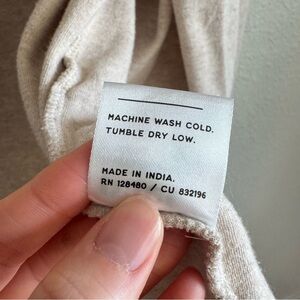 MACHINE WASH COLD.
TUMBLE DRY LOW.
MADE IN INDIA.
RN 128480 / CU 832196